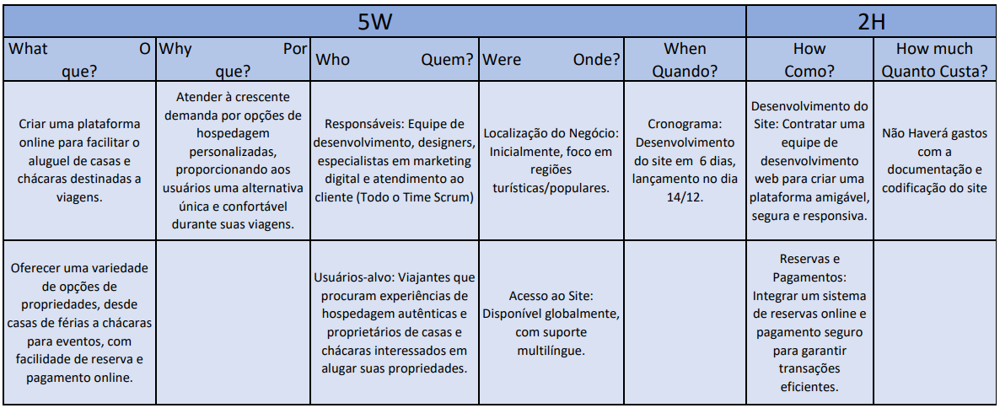 5W
2H
What O
que?
Why Por
que?
Who Quem?
Were Onde?
When
Quando?
How
Como?
How much
Quanto Custa?
Criar uma plataforma
online para facilitar o
aluguel de casas e
chácaras destinadas a
viagens.
Atender à crescente
demanda por opções de
hospedagem
personalizadas,
proporcionando aos
usuários uma alternativa
única e confortável
durante suas viagens.
Responsáveis: Equipe de
desenvolvimento, designers,
especialistas em marketing
digital e atendimento ao
cliente (Todo o Time Scrum)
Localização do Negócio:
Inicialmente, foco em
regiões
turísticas/populares.
Cronograma:
Desenvolvimento
do site em 6 dias,
lançamento no dia
14/12.
Desenvolvimento do
Site: Contratar uma
equipe de
desenvolvimento
web para criar uma
plataforma amigável,
segura e responsiva.
Não Haverá gastos
com a
documentação e
codificação do site
Oferecer uma variedade
de opções de
propriedades, desde
casas de férias a chácaras
para eventos, com
facilidade de reserva e
pagamento online.
Usuários-alvo: Viajantes que
procuram experiências de
hospedagem autênticas e
proprietários de casas e
chácaras interessados em
alugar suas propriedades.
Acesso ao Site:
Disponível globalmente,
com suporte
multilíngue.
Reservas e
Pagamentos:
Integrar um sistema
de reservas online e
pagamento seguro
para garantir
transações
eficientes.